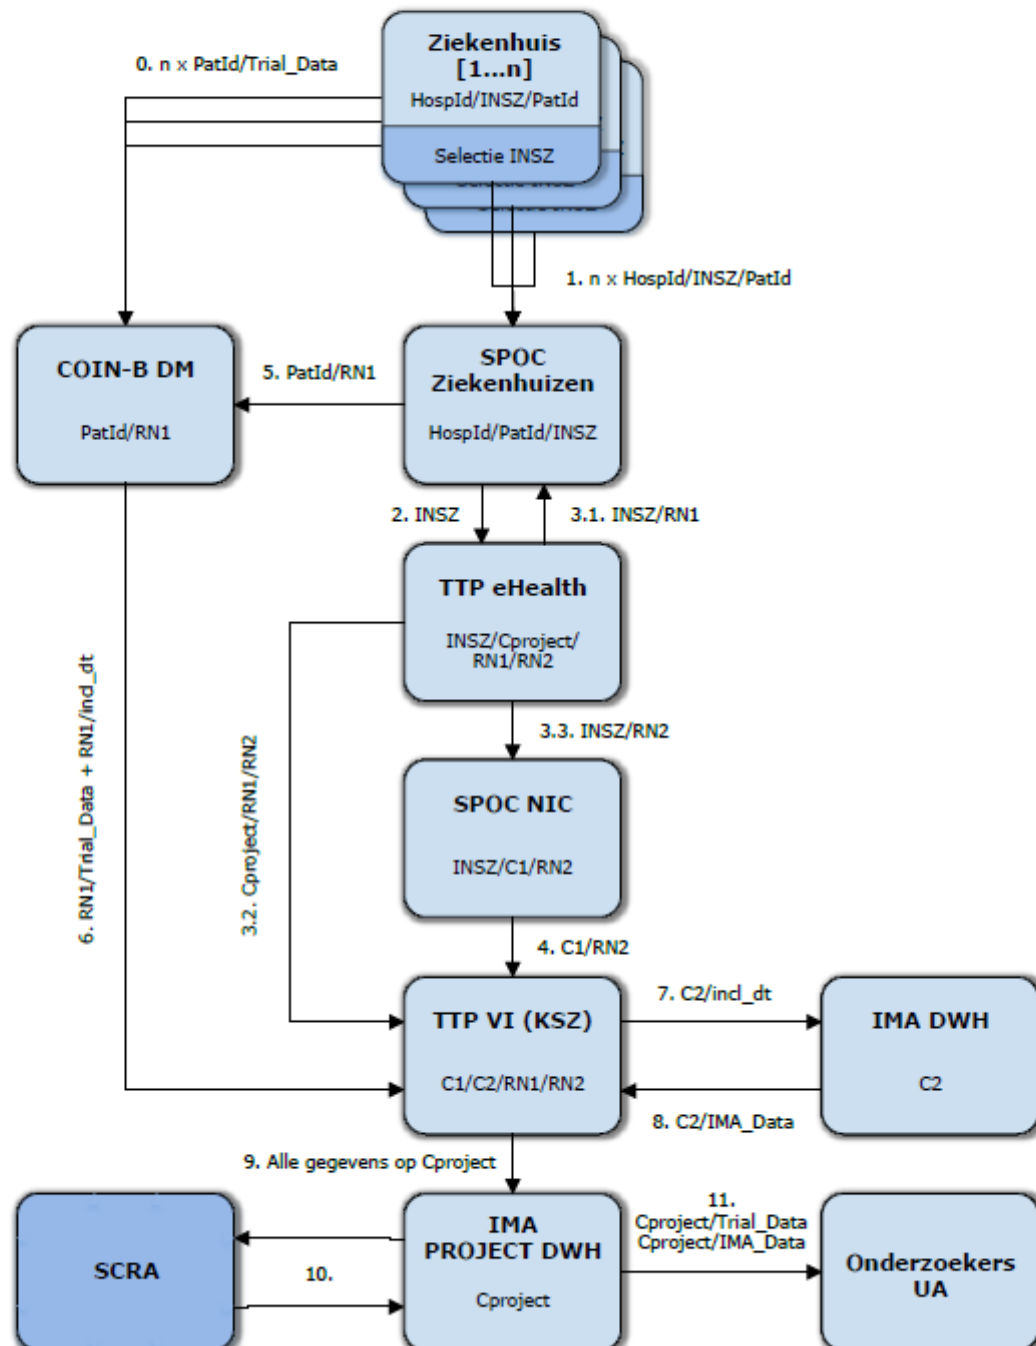 Ziekenhuis
[1...n]
HospId/INSZ/PatId
Selectie INSZ
Selectie INSZ
Selectie INSZ
0. n x PatId/Trial_Data
1. n x HospId/INSZ/PatId
COIN-B DM
PatId/RN1
5. PatId/RN1
SPOC
Ziekenhuizen
HospId/PatId/INSZ
2. INSZ
3.1. INSZ/RN1
TTP eHealth
INSZ/Cproject/
RN1/RN2
3.3. INSZ/RN2
6. RN1/Trial_Data + RN1/incl_dt
3.2. Cproject/RN1/RN2
SPOC NIC
INSZ/C1/RN2
4. C1/RN2
TTP VI (KSZ)
C1/C2/RN1/RN2
7. C2/incl_dt
IMA DWH
C2
8. C2/IMA_Data
9. Alle gegevens op Cproject
SCRA
10.
IMA
PROJECT DWH
Cproject
11.
Cproject/Trial_Data
Cproject/IMA_Data
Onderzoekers
UA